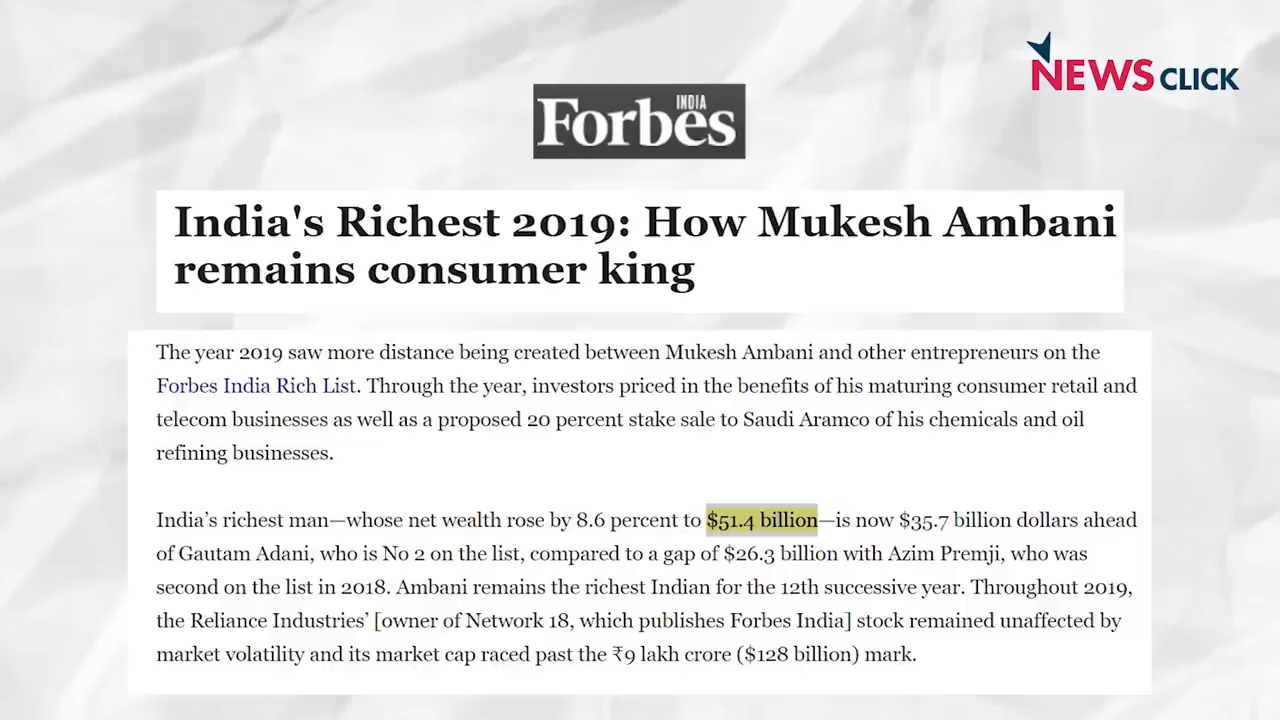 NEWS CLICK
Forbes INDIA
India's Richest 2019: How Mukesh Ambani
remains consumer king
The year 2019 saw more distance being created between Mukesh Ambani and other entrepreneurs on the
Forbes India Rich List. Through the year, investors priced in the benefits of his maturing consumer retail and
telecom businesses as well as a proposed 20 percent stake sale to Saudi Aramco of his chemicals and oil
refining businesses.
India’s richest man—whose net wealth rose by 8.6 percent to $51.4 billion—is now $35.7 billion dollars ahead
of Gautam Adani, who is No 2 on the list, compared to a gap of $26.3 billion with Azim Premji, who was
second on the list in 2018. Ambani remains the richest Indian for the 12th successive year. Throughout 2019,
the Reliance Industries’ [owner of Network 18, which publishes Forbes India] stock remained unaffected by
market volatility and its market cap raced past the ₹9 lakh crore ($128 billion) mark.